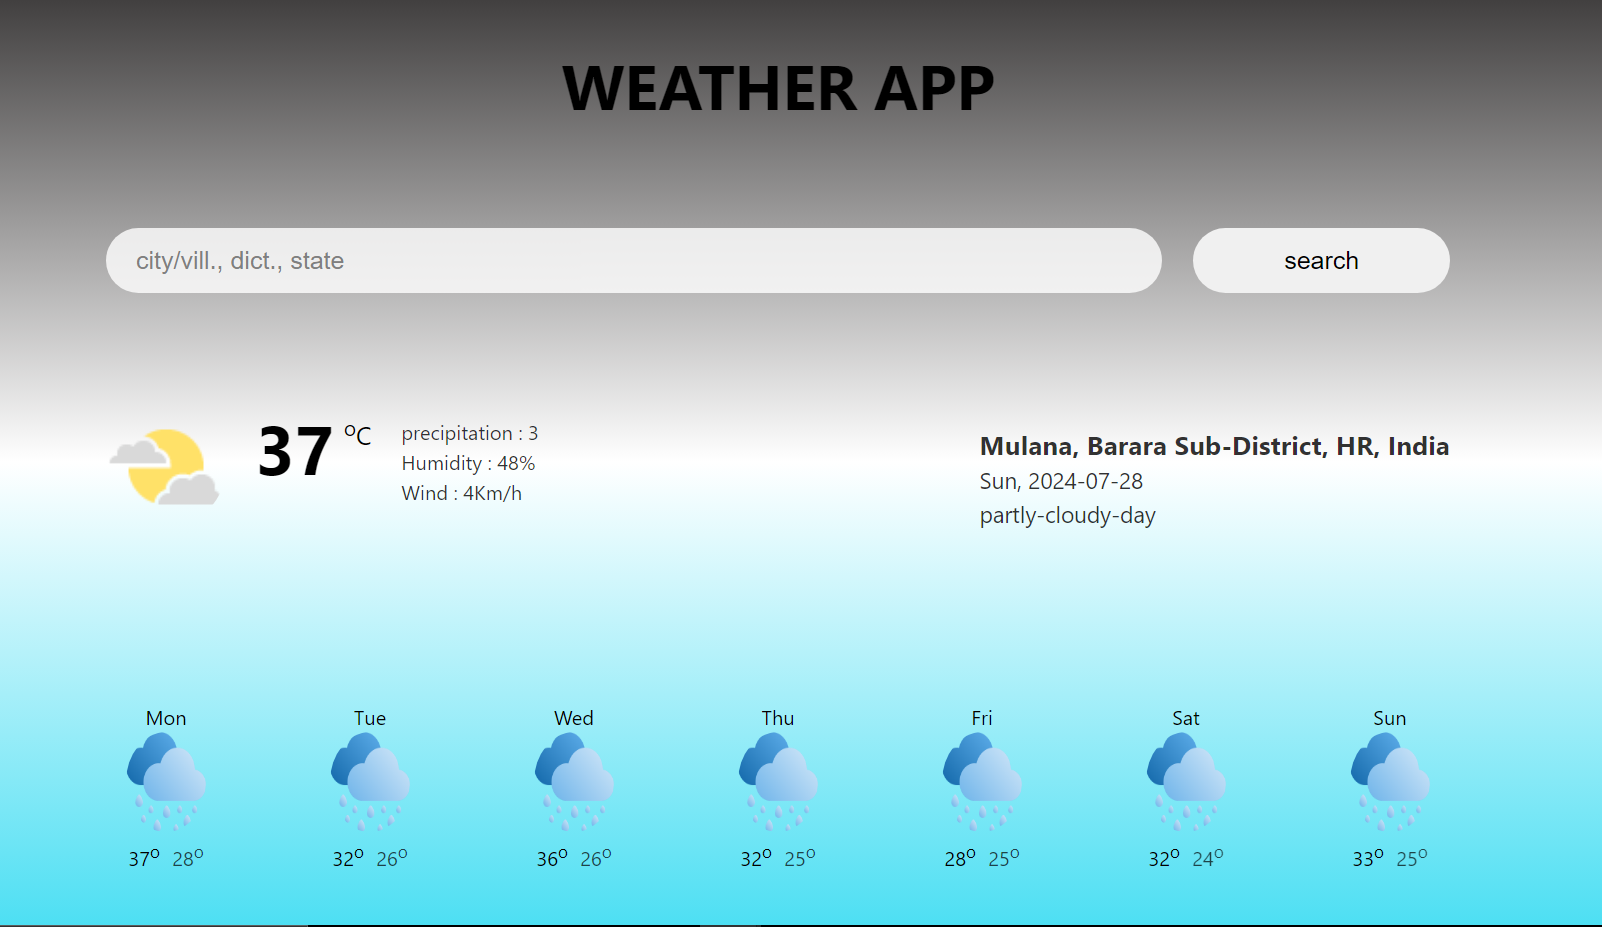 WEATHER APP
city/vill., dict., state
search
37 °C
precipitation : 3
Humidity : 48%
Wind : 4Km/h
Mulana, Barara Sub-District, HR, India
Sun, 2024-07-28
partly-cloudy-day
Mon Tue Wed Thu Fri Sat Sun
37° 28° 32° 26° 36° 26° 32° 25° 28° 25° 32° 24° 33° 25°